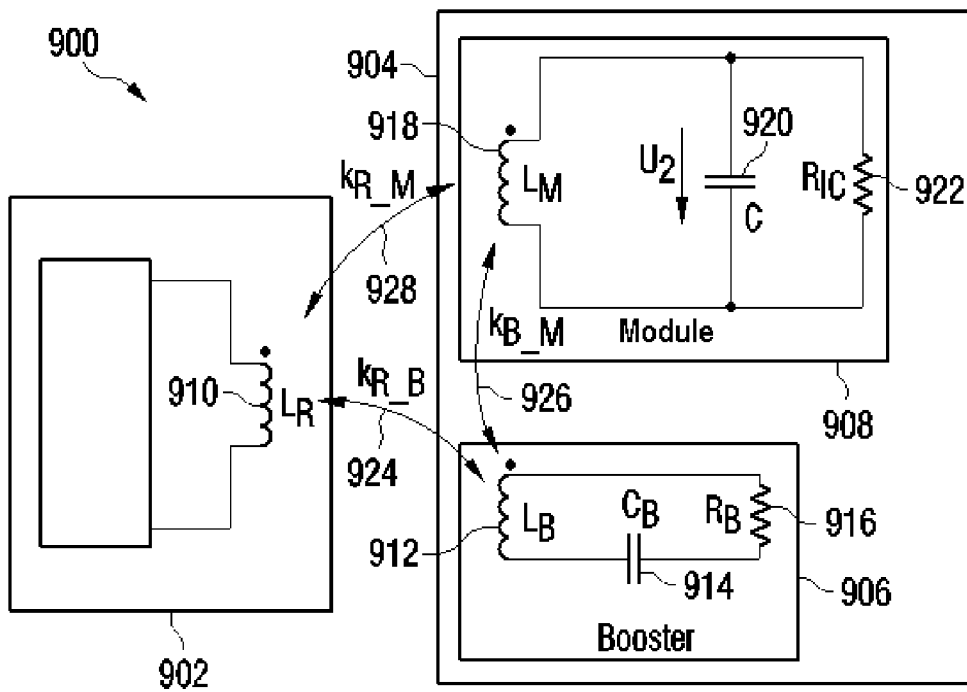 900
904
918
920
U2
LM
RIC
922
C
kR_M
928
Module
kB_M
926
908
910
LR
kR_B
924
912
LB
CB
RB
916
914
906
Booster
902